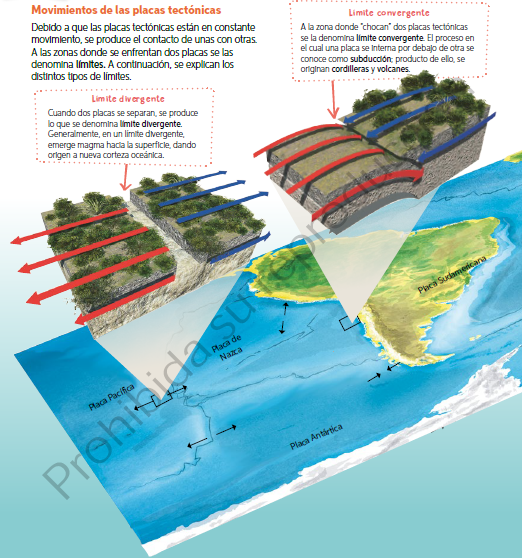 Movimientos de las placas tectónicas
Debido a que las placas tectónicas están en constante
movimiento, se produce el contacto de unas con otras.
A las zonas donde se enfrentan dos placas se las
denomina límites. A continuación, se explican los
distintos tipos de límites.
Límite convergente
A la zona donde "chocan" dos placas tectónicas
se la denomina límite convergente. El proceso en
el cual una placa se interna por debajo de otra se
conoce como subducción; producto de ello, se
originan cordilleras y volcanes.
Límite divergente
Cuando dos placas se separan, se produce
lo que se denomina límite divergente.
Generalmente, en un límite divergente,
emerge magma hacia la superficie, dando
origen a nueva corteza oceánica.
Placa Sudamericana
Placa de
Nazca
Placa Pacífica
Placa Antártica
Prohibida su